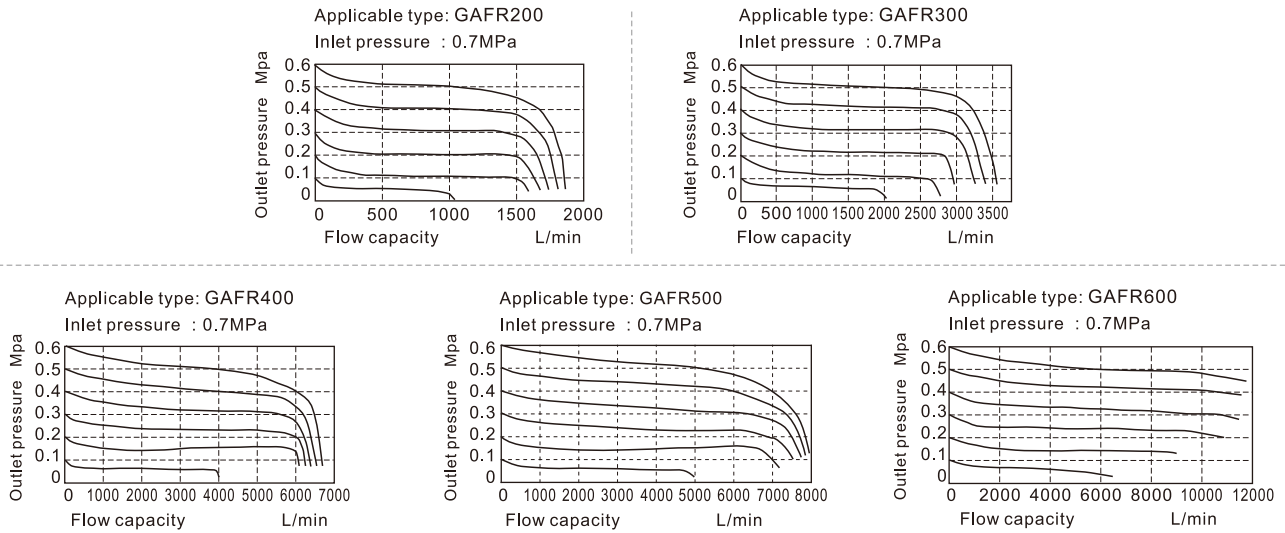 Applicable type: GAFR200
Inlet pressure : 0.7MPa
Outlet pressure Mpa
0.6
0.5
0.4
0.3
0.2
0.1
0
0 500 1000 1500 2000
Flow capacity L/min
Applicable type: GAFR300
Inlet pressure : 0.7MPa
Outlet pressure Mpa
0.6
0.5
0.4
0.3
0.2
0.1
0
0 500 1000 1500 2000 2500 3000 3500
Flow capacity L/min
Applicable type: GAFR400
Inlet pressure : 0.7MPa
Outlet pressure Mpa
0.6
0.5
0.4
0.3
0.2
0.1
0
0 1000 2000 3000 4000 5000 6000 7000
Flow capacity L/min
Applicable type: GAFR500
Inlet pressure : 0.7MPa
Outlet pressure Mpa
0.6
0.5
0.4
0.3
0.2
0.1
0
0 1000 2000 3000 4000 5000 6000 7000 8000
Flow capacity L/min
Applicable type: GAFR600
Inlet pressure : 0.7MPa
Outlet pressure Mpa
0.6
0.5
0.4
0.3
0.2
0.1
0
0 2000 4000 6000 8000 10000 12000
Flow capacity L/min